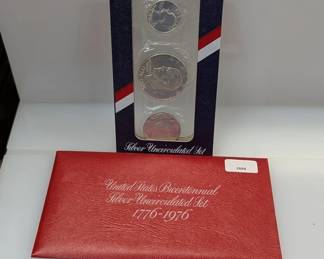 Silver Uncirculated Set
United States Bicentennial
Silver Uncirculated Set
1776-1976